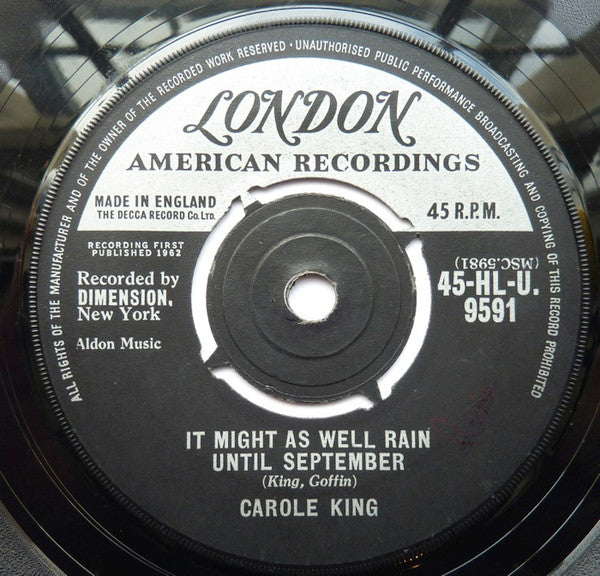 ALL RIGHTS OF THE MANUFACTURER AND OF THE OWNER OF THE RECORDED WORK RESERVED · UNAUTHORISED PUBLIC PERFORMANCE BROADCASTING AND COPYING OF THIS RECORD PROHIBITED
LONDON
AMERICAN RECORDINGS
MADE IN ENGLAND
THE DECCA RECORD Co. LTD.
45 R.P.M.
RECORDING FIRST
PUBLISHED 1962
(MSC.5981)
Recorded by
DIMENSION,
New York
45-HL-U.
9591
Aldon Music
IT MIGHT AS WELL RAIN
UNTIL SEPTEMBER
(King, Goffin)
CAROLE KING